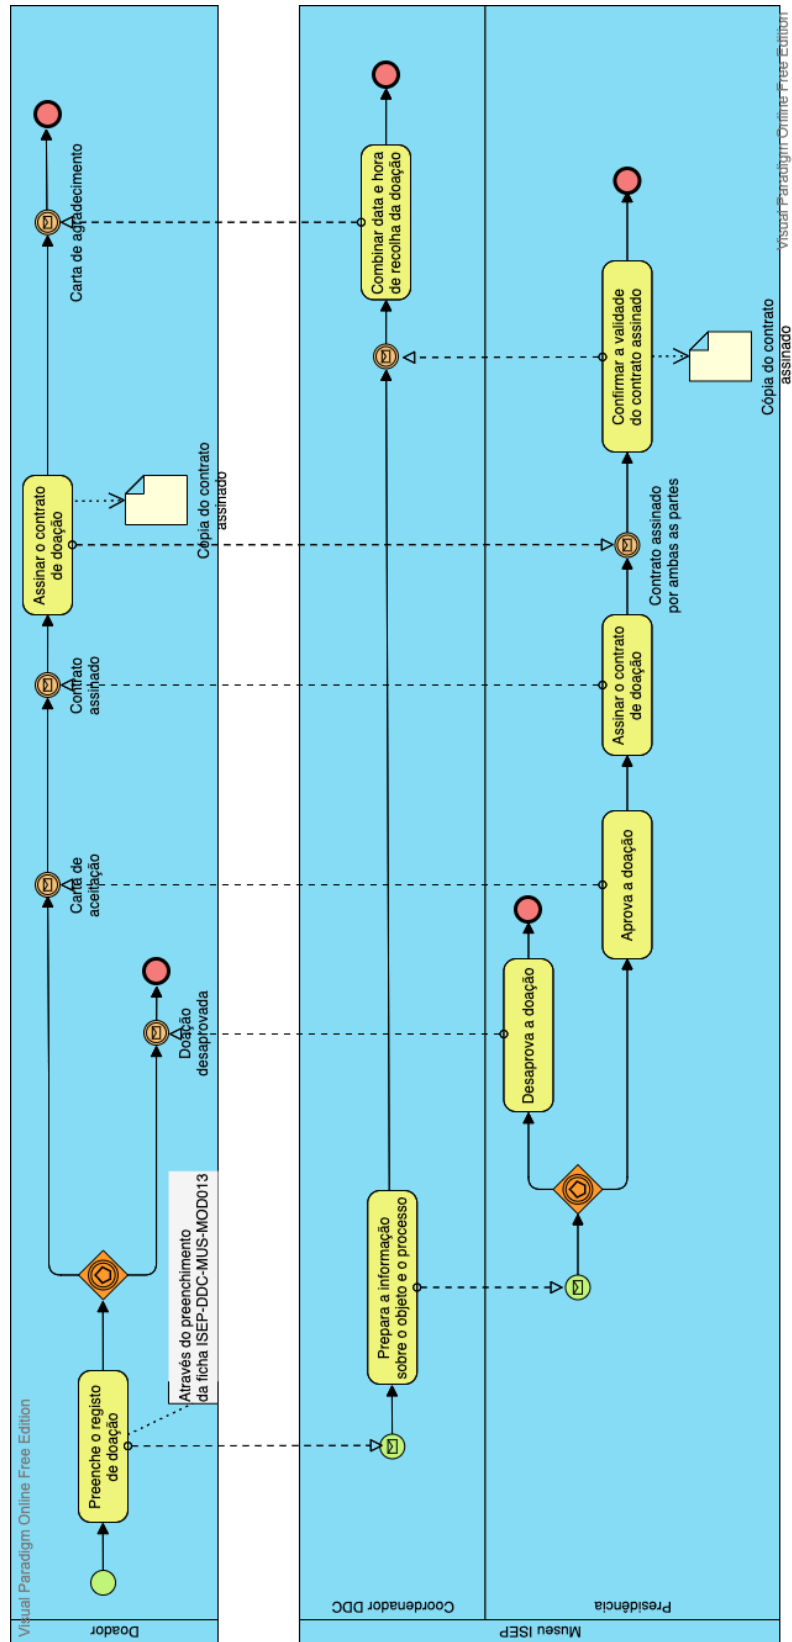 Visual Paradigm Online Free Edition
Doador
Preenche o registo
de doação
Através do preenchimento
da ficha ISEP-DDC-MUS-MOD013
Doação
desaprovada
Carta de
aceitação
Contrato
assinado
Assinar o contrato
de doação
Cópia do contrato
assinado
Carta de agradecimento
Museu ISEP
Coordenador DDC
Prepara a informação
sobre o objeto e o processo
Combinar data e hora
de recolha da doação
Presidência
Desaprova a doação
Aprova a doação
Assinar o contrato
de doação
Contrato assinado
por ambas as partes
Confirmar a validade
do contrato assinado
Cópia do contrato
assinado
Visual Paradigm Online Free Edition